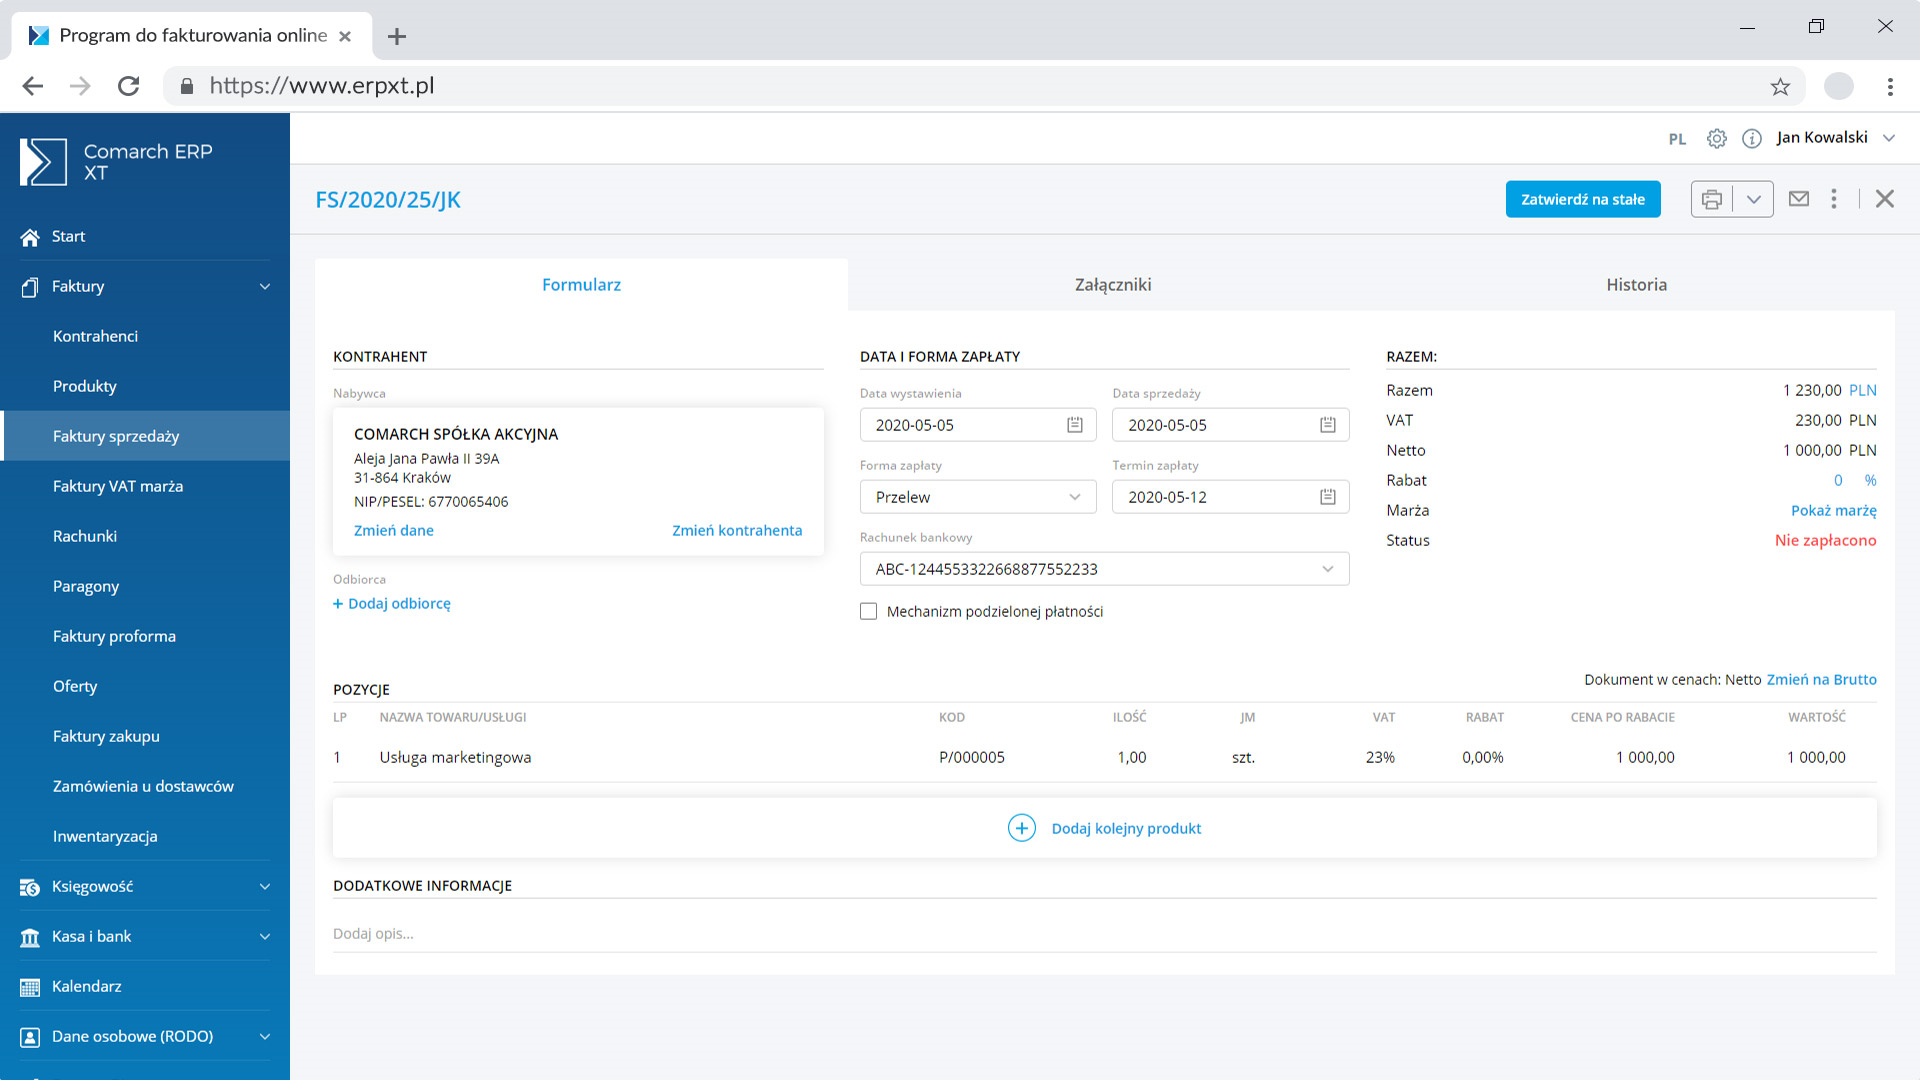 Program do fakturowania online
https://www.erpxt.pl
Comarch ERP
XT
Start
Faktury
Kontrahenci
Produkty
Faktury sprzedaży
Faktury VAT marża
Rachunki
Paragony
Faktury proforma
Oferty
Faktury zakupu
Zamówienia u dostawców
Inwentaryzacja
Księgowość
Kasa i bank
Kalendarz
Dane osobowe (RODO)
PL
Jan Kowalski
FS/2020/25/JK
Zatwierdź na stałe
Formularz
Załączniki
Historia
KONTRAHENT
Nabywca
COMARCH SPÓŁKA AKCYJNA
Aleja Jana Pawła II 39A
31-864 Kraków
NIP/PESEL: 6770065406
Zmień dane
Zmień kontrahenta
Odbiorca
+ Dodaj odbiorcę
DATA I FORMA ZAPŁATY
Data wystawienia
Data sprzedaży
2020-05-05
2020-05-05
Forma zapłaty
Termin zapłaty
Przelew
2020-05-12
Rachunek bankowy
ABC-1244553322668877552233
Mechanizm podzielonej płatności
RAZEM:
Razem 1 230,00 PLN
VAT 230,00 PLN
Netto 1 000,00 PLN
Rabat 0 %
Marża Pokaż marżę
Status Nie zapłacono
POZYCJE
Dokument w cenach: Netto Zmień na Brutto
LP NAZWA TOWARU/USŁUGI KOD ILOŚĆ JM VAT RABAT CENA PO RABACIE WARTOŚĆ
1 Usługa marketingowa P/000005 1,00 szt. 23% 0,00% 1 000,00 1 000,00
Dodaj kolejny produkt
DODATKOWE INFORMACJE
Dodaj opis...